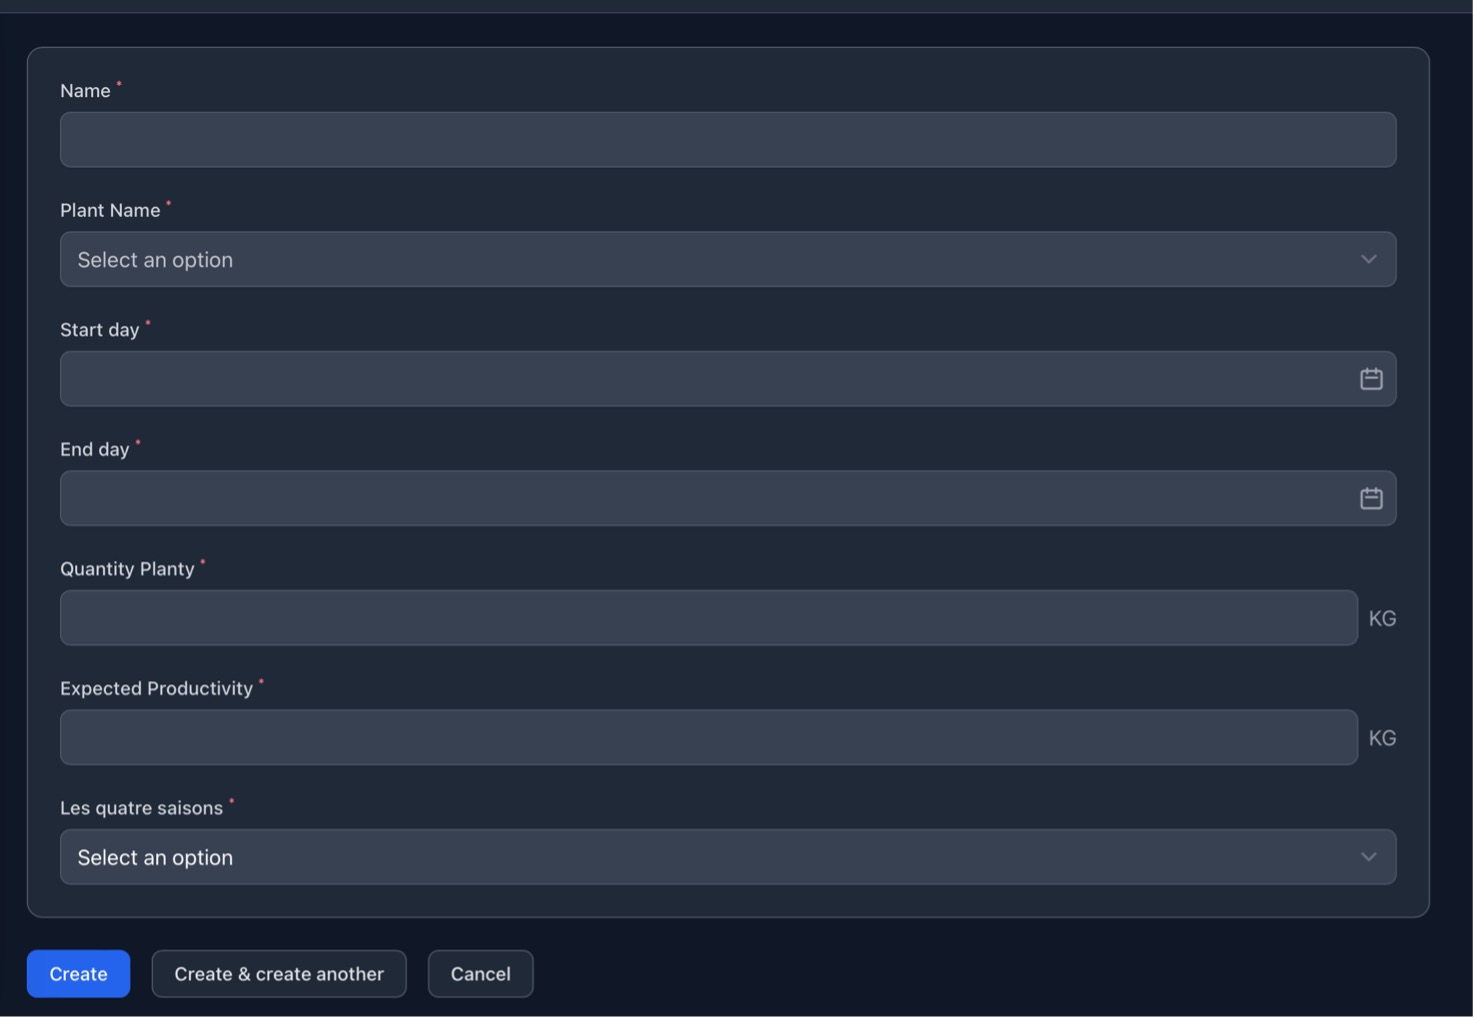 Name *
Plant Name *
Select an option
Start day *
End day *
Quantity Planty *
KG
Expected Productivity *
KG
Les quatre saisons *
Select an option
Create
Create & create another
Cancel